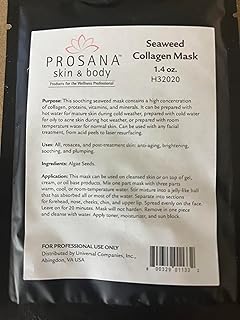 PROSANA
skin & body
Products for the Wellness Professional
Seaweed
Collagen Mask
1.4 oz.
H32020
Purpose: This soothing seaweed mask contains a high concentration
of collagen, proteins, vitamins, and minerals. It can be prepared with
hot water for mature skin during cold weather, prepared with cold water
for oily to acne skin during hot weather, or prepared with room
temperature water for normal skin. Can be used with any facial
treatment, from acid peels to laser resurfacing.
Uses: All, rosacea, and post-treatment skin: anti-aging, brightening,
soothing, and plumping.
Ingredients: Algae Seeds.
Application: This mask can be used on cleansed skin or on top of gel,
cream, or oil base products. Mix one part mask with three parts
warm, cool, or room-temperature water. Stir mixture into a jelly-like ball
that has absorbed all or most of the water. Separate into sections
for forehead, nose, cheeks, chin, and upper lip. Spread evenly on the face.
Leave on for 20 minutes. Mask will not harden. Remove in one piece
and cleanse with water. Apply toner, moisturizer, and sun block.
FOR PROFESSIONAL USE ONLY
Distributed by Universal Companies, Inc.,
Abingdon, VA USA